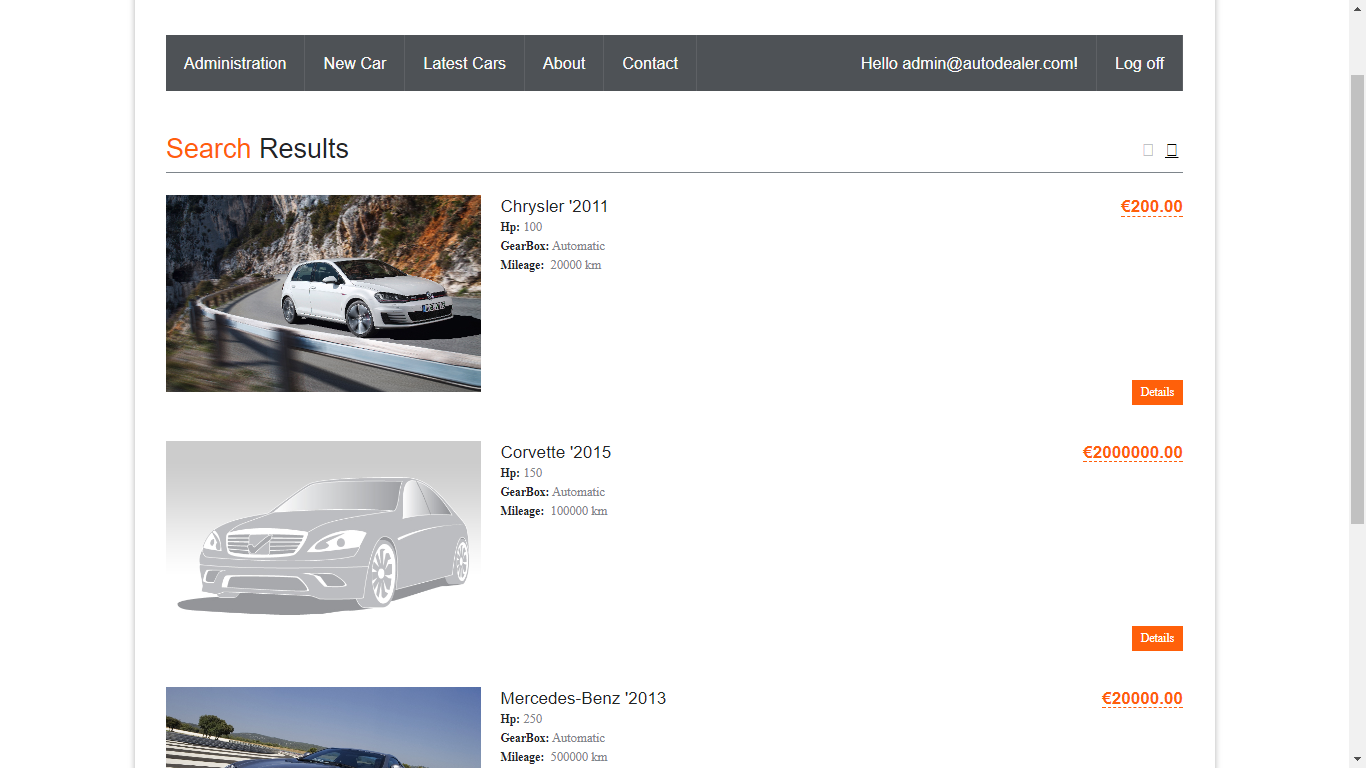 Administration New Car Latest Cars About Contact Hello admin@autodealer.com! Log off
Search Results
Chrysler '2011 €200.00
Hp: 100
GearBox: Automatic
Mileage: 20000 km
Details
Corvette '2015 €2000000.00
Hp: 150
GearBox: Automatic
Mileage: 100000 km
Details
Mercedes-Benz '2013 €20000.00
Hp: 250
GearBox: Automatic
Mileage: 500000 km